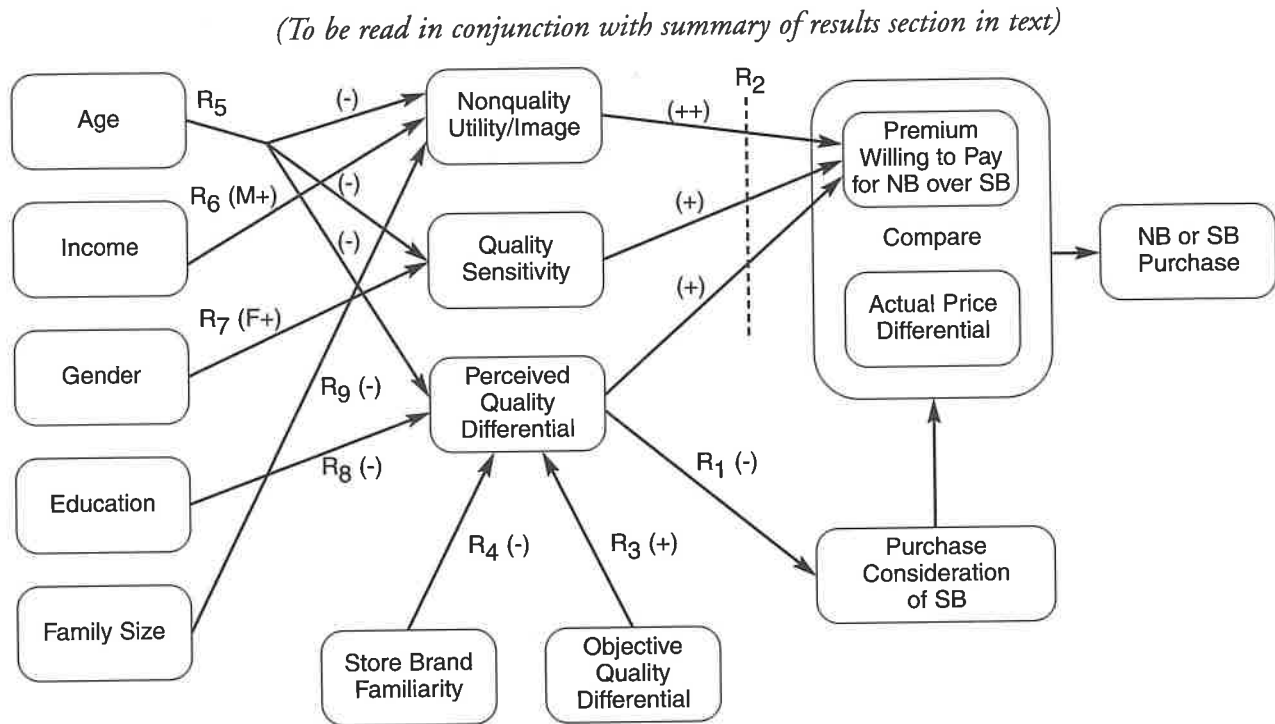 (To be read in conjunction with summary of results section in text)
Age
R5
(-)
Nonquality
Utility/Image
(++)
R2
Premium
Willing to Pay
for NB over SB
Income
R6 (M+)
(-)
(-)
Quality
Sensitivity
(+)
Compare
NB or SB
Purchase
Gender
R7 (F+)
(+)
Actual Price
Differential
R9 (-)
Perceived
Quality
Differential
Education
R8 (-)
R1 (-)
R4 (-)
R3 (+)
Purchase
Consideration
of SB
Family Size
Store Brand
Familiarity
Objective
Quality
Differential